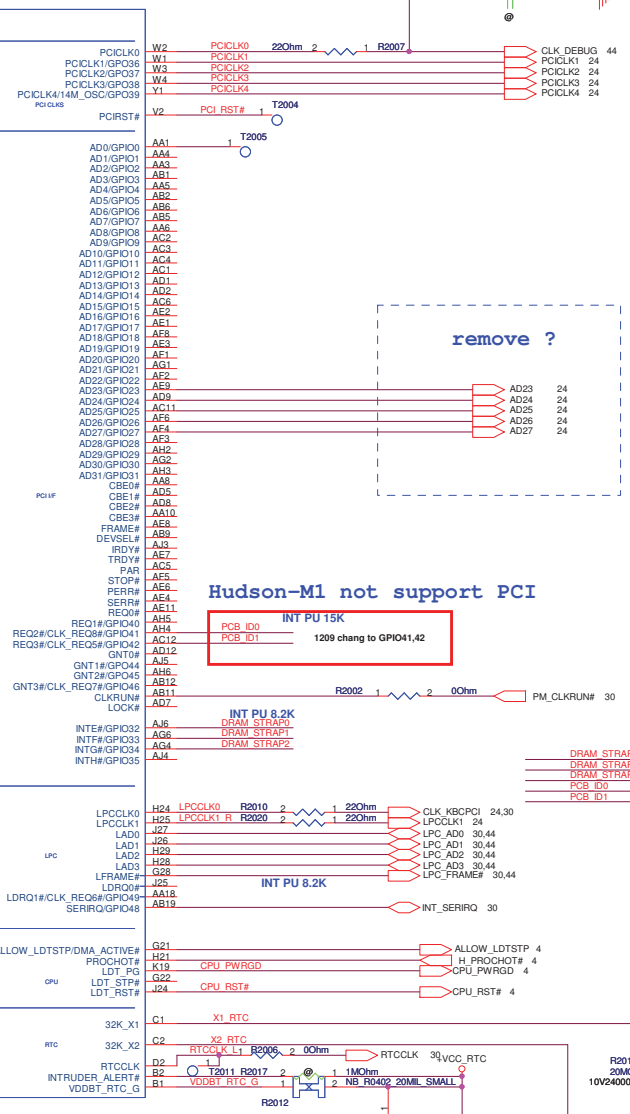 @
PCICLK0 W2 PCICLK0 22Ohm 2 1 R2007 CLK_DEBUG 44
PCICLK1/GPO36 W1 PCICLK1 PCICLK1 24
PCICLK2/GPO37 W3 PCICLK2 PCICLK2 24
PCICLK3/GPO38 W4 PCICLK3 PCICLK3 24
PCICLK4/14M_OSC/GPO39 Y1 PCICLK4 PCICLK4 24
PCI CLKS
T2004
PCIRST# V2 PCI_RST# 1
T2005
AD0/GPIO0 AA1 1
AD1/GPIO1 AA4
AD2/GPIO2 AA3
AD3/GPIO3 AB1
AD4/GPIO4 AA5
AD5/GPIO5 AB2
AD6/GPIO6 AB6
AD7/GPIO7 AB5
AD8/GPIO8 AA6
AD9/GPIO9 AC2
AD10/GPIO10 AC3
AD11/GPIO11 AC4
AD12/GPIO12 AC1
AD13/GPIO13 AD1
AD14/GPIO14 AD2
AD15/GPIO15 AC6
AD16/GPIO16 AE2
AD17/GPIO17 AE1
AD18/GPIO18 AF8
AD19/GPIO19 AE3
AD20/GPIO20 AF1
AD21/GPIO21 AG1
AD22/GPIO22 AF2
remove ?
AD23/GPIO23 AE9 AD23 24
AD24/GPIO24 AD9 AD24 24
AD25/GPIO25 AC11 AD25 24
AD26/GPIO26 AF6 AD26 24
AD27/GPIO27 AF4 AD27 24
AD28/GPIO28 AF3
AD29/GPIO29 AH2
AD30/GPIO30 AG2
AD31/GPIO31 AH3
CBE0# AA8
PCI I/F
CBE1# AD5
CBE2# AD8
CBE3# AA10
FRAME# AE8
DEVSEL# AB9
IRDY# AJ3
TRDY# AE7
PAR AC5
STOP# AF5
PERR# AE6
SERR# AE4
REQ0# AE11
Hudson-M1 not support PCI
INT PU 15K
REQ1#/GPIO40 AH5
REQ2#/CLK_REQ8#/GPIO41 AH4 PCB_ID0
REQ3#/CLK_REQ5#/GPIO42 AC12 PCB_ID1
1209 chang to GPIO41,42
GNT0# AD12
GNT1#/GPO44 AJ5
GNT2#/GPO45 AH6
GNT3#/CLK_REQ7#/GPIO46 AB12
CLKRUN# AB11 R2002 1 2 0Ohm PM_CLKRUN# 30
LOCK# AD7
INT PU 8.2K
INTE#/GPIO32 AJ6 DRAM_STRAP0
INTF#/GPIO33 AG6 DRAM_STRAP1
INTG#/GPIO34 AG4 DRAM_STRAP2
INTH#/GPIO35 AJ4
DRAM_STRAP
DRAM_STRAP
DRAM_STRAP
PCB_ID0
PCB_ID1
LPCCLK0 H24 LPCCLK0 R2010 2 1 22Ohm CLK_KBCPCI 24,30
LPCCLK1 H25 LPCCLK1_R R2020 2 1 22Ohm LPCCLK1 24
LAD0 J27 LPC_AD0 30,44
LAD1 J26 LPC_AD1 30,44
LPC
LAD2 H29 LPC_AD2 30,44
LAD3 H28 LPC_AD3 30,44
LFRAME# G28 LPC_FRAME# 30,44
LDRQ0# J25
INT PU 8.2K
LDRQ1#/CLK_REQ6#/GPIO49 AA18
SERIRQ/GPIO48 AB19 INT_SERIRQ 30
ALLOW_LDTSTP/DMA_ACTIVE# G21 ALLOW_LDTSTP 4
PROCHOT# H21 H_PROCHOT# 4
LDT_PG K19 CPU_PWRGD CPU_PWRGD 4
CPU
LDT_STP# G22
LDT_RST# J24 CPU_RST# CPU_RST# 4
32K_X1 C1 X1_RTC
RTC
32K_X2 C2 X2_RTC
RTCCLK_L 1 R2006 2 0Ohm RTCCLK 30
+VCC_RTC
RTCCLK D2 1
INTRUDER_ALERT# B2 T2011 R2017 1 2 @ 1MOhm
VDDBT_RTC_G B1 VDDBT_RTC_G 1 2 NB_R0402_20MIL_SMALL
R2012
R201
20MO
10V24000
1